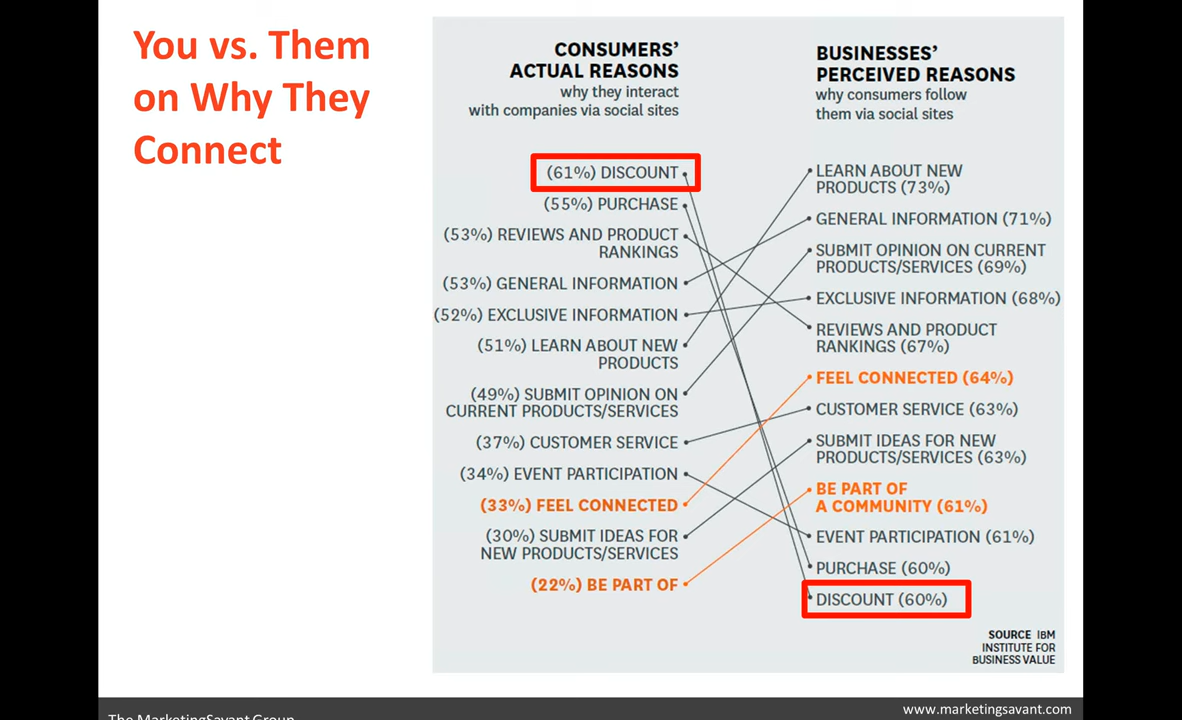 You vs. Them
on Why They
Connect
CONSUMERS’
ACTUAL REASONS
why they interact
with companies via social sites
(61%) DISCOUNT
(55%) PURCHASE
(53%) REVIEWS AND PRODUCT
RANKINGS
(53%) GENERAL INFORMATION
(52%) EXCLUSIVE INFORMATION
(51%) LEARN ABOUT NEW
PRODUCTS
(49%) SUBMIT OPINION ON
CURRENT PRODUCTS/SERVICES
(37%) CUSTOMER SERVICE
(34%) EVENT PARTICIPATION
(33%) FEEL CONNECTED
(30%) SUBMIT IDEAS FOR
NEW PRODUCTS/SERVICES
(22%) BE PART OF
BUSINESSES’
PERCEIVED REASONS
why consumers follow
them via social sites
LEARN ABOUT NEW
PRODUCTS (73%)
GENERAL INFORMATION (71%)
SUBMIT OPINION ON CURRENT
PRODUCTS/SERVICES (69%)
EXCLUSIVE INFORMATION (68%)
REVIEWS AND PRODUCT
RANKINGS (67%)
FEEL CONNECTED (64%)
CUSTOMER SERVICE (63%)
SUBMIT IDEAS FOR NEW
PRODUCTS/SERVICES (63%)
BE PART OF
A COMMUNITY (61%)
EVENT PARTICIPATION (61%)
PURCHASE (60%)
DISCOUNT (60%)
SOURCE IBM
INSTITUTE FOR
BUSINESS VALUE
The MarketingSavant Group
www.marketingsavant.com